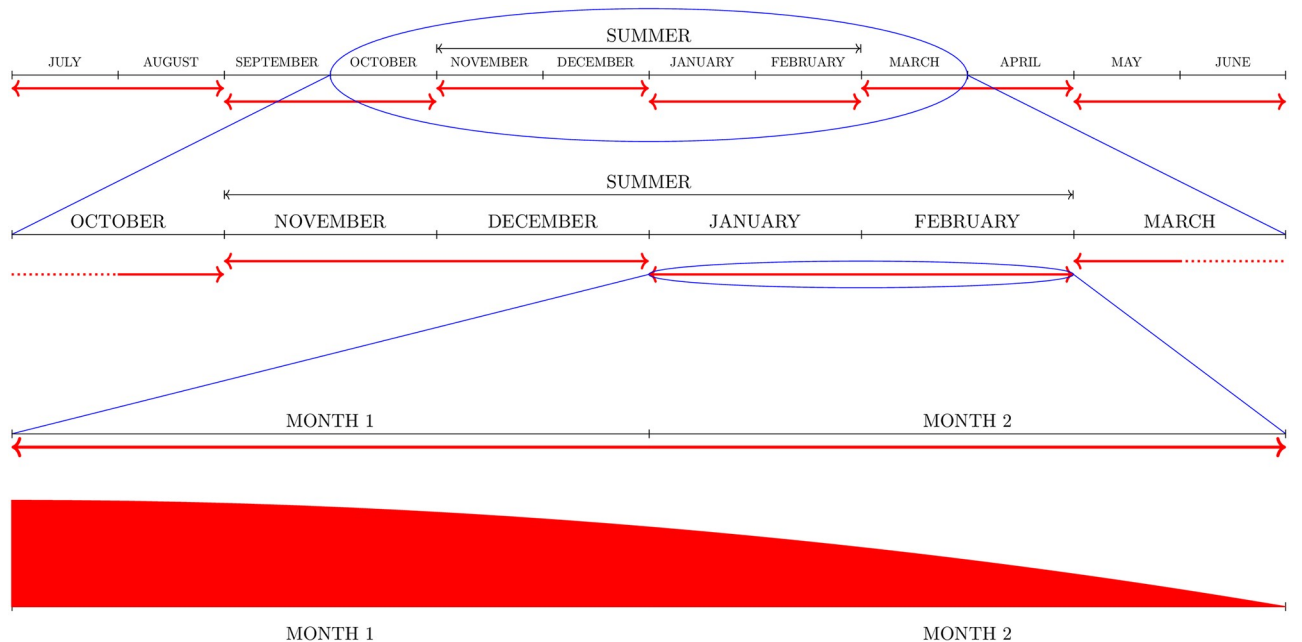 SUMMER
JULY AUGUST SEPTEMBER OCTOBER NOVEMBER DECEMBER JANUARY FEBRUARY MARCH APRIL MAY JUNE
SUMMER
OCTOBER NOVEMBER DECEMBER JANUARY FEBRUARY MARCH
MONTH 1 MONTH 2
MONTH 1 MONTH 2